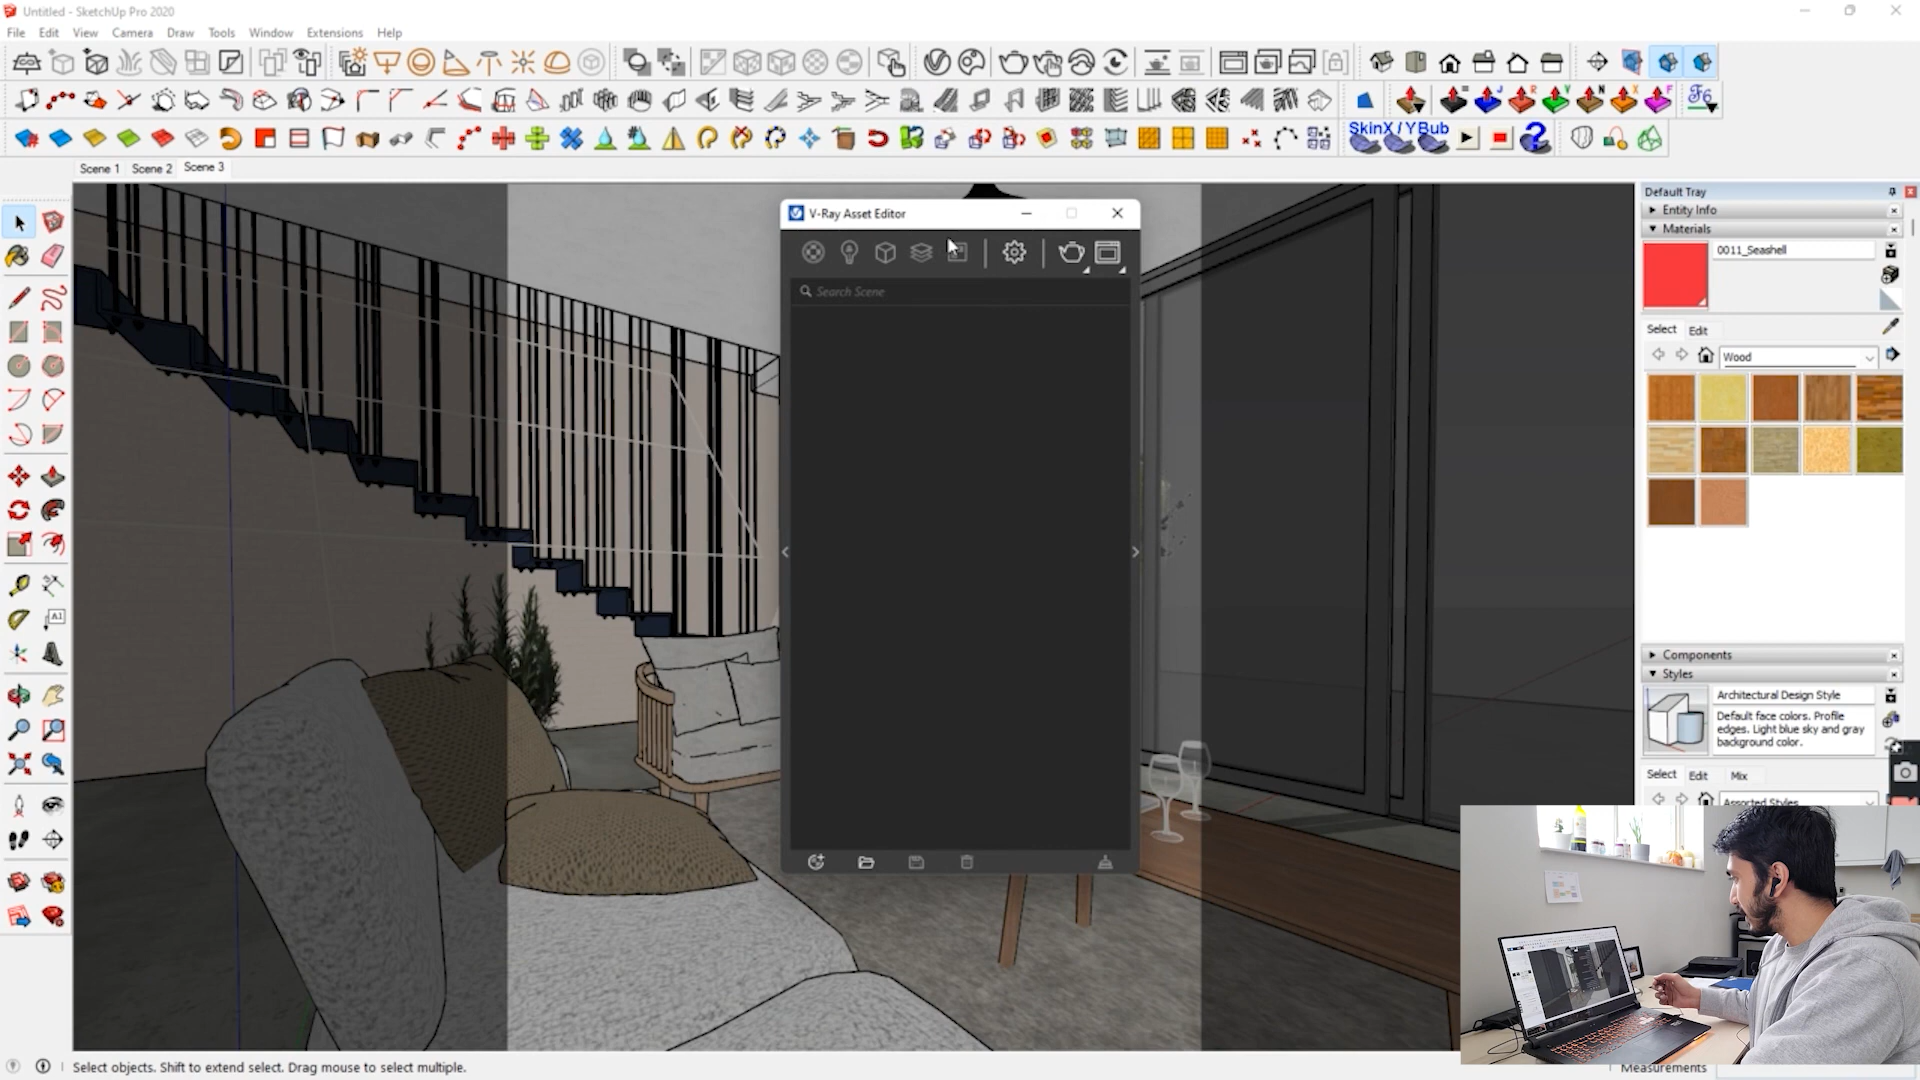 Untitled - SketchUp Pro 2020
File Edit View Camera Draw Tools Window Extensions Help
SkinX / YBub
Scene 1 Scene 2 Scene 3
V-Ray Asset Editor
Search Scene
Default Tray
Entity Info
Materials
0011_Seashell
Select Edit
Wood
Components
Styles
Architectural Design Style
Default face colors. Profile
edges. Light blue sky and gray
background color.
Select Edit Mix
Assorted Styles
Select objects. Shift to extend select. Drag mouse to select multiple.
Measurements